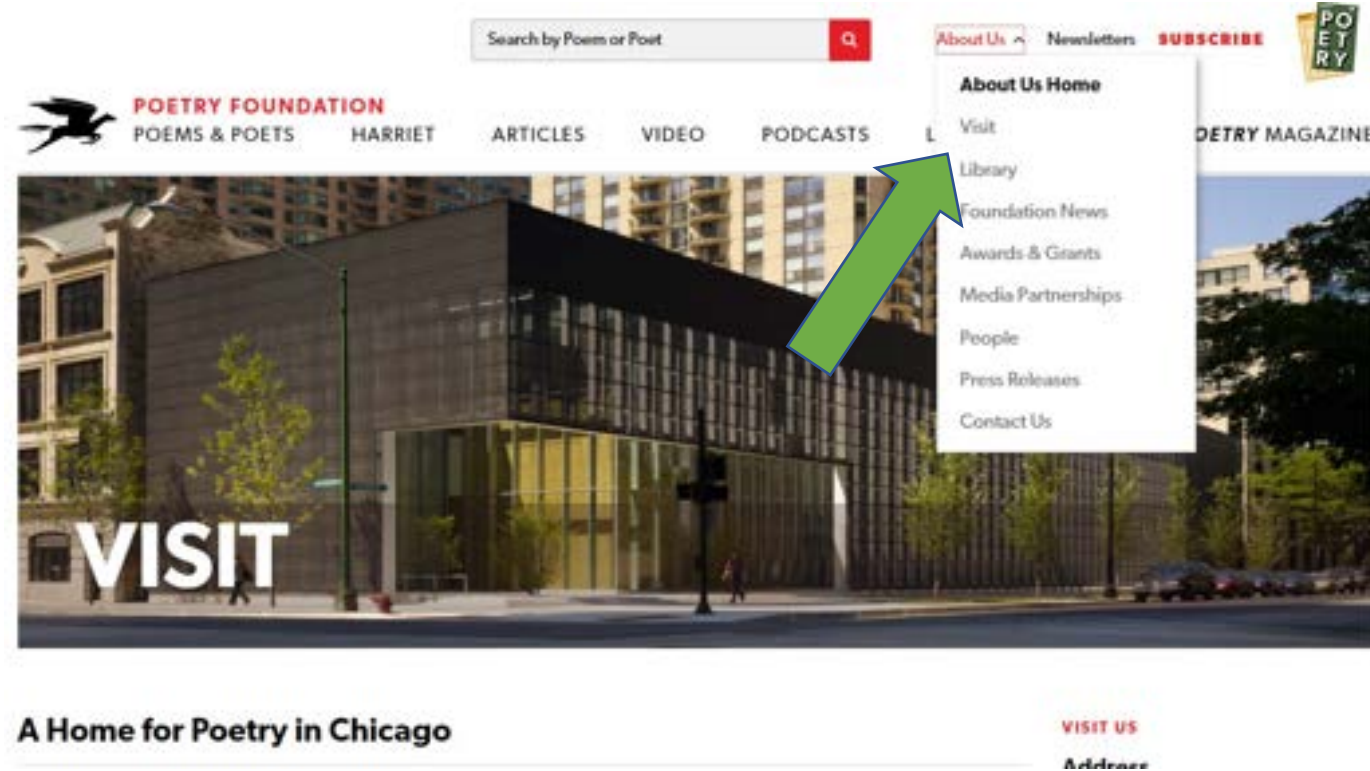 Search by Poem or Poet
About Us Newsletters SUBSCRIBE
PO
ET
RY
About Us Home
Visit
Library
Foundation News
Awards & Grants
Media Partnerships
People
Press Releases
Contact Us
POETRY FOUNDATION
POEMS & POETS HARRIET ARTICLES VIDEO PODCASTS L OETRY MAGAZINE
VISIT
A Home for Poetry in Chicago
VISIT US
Address